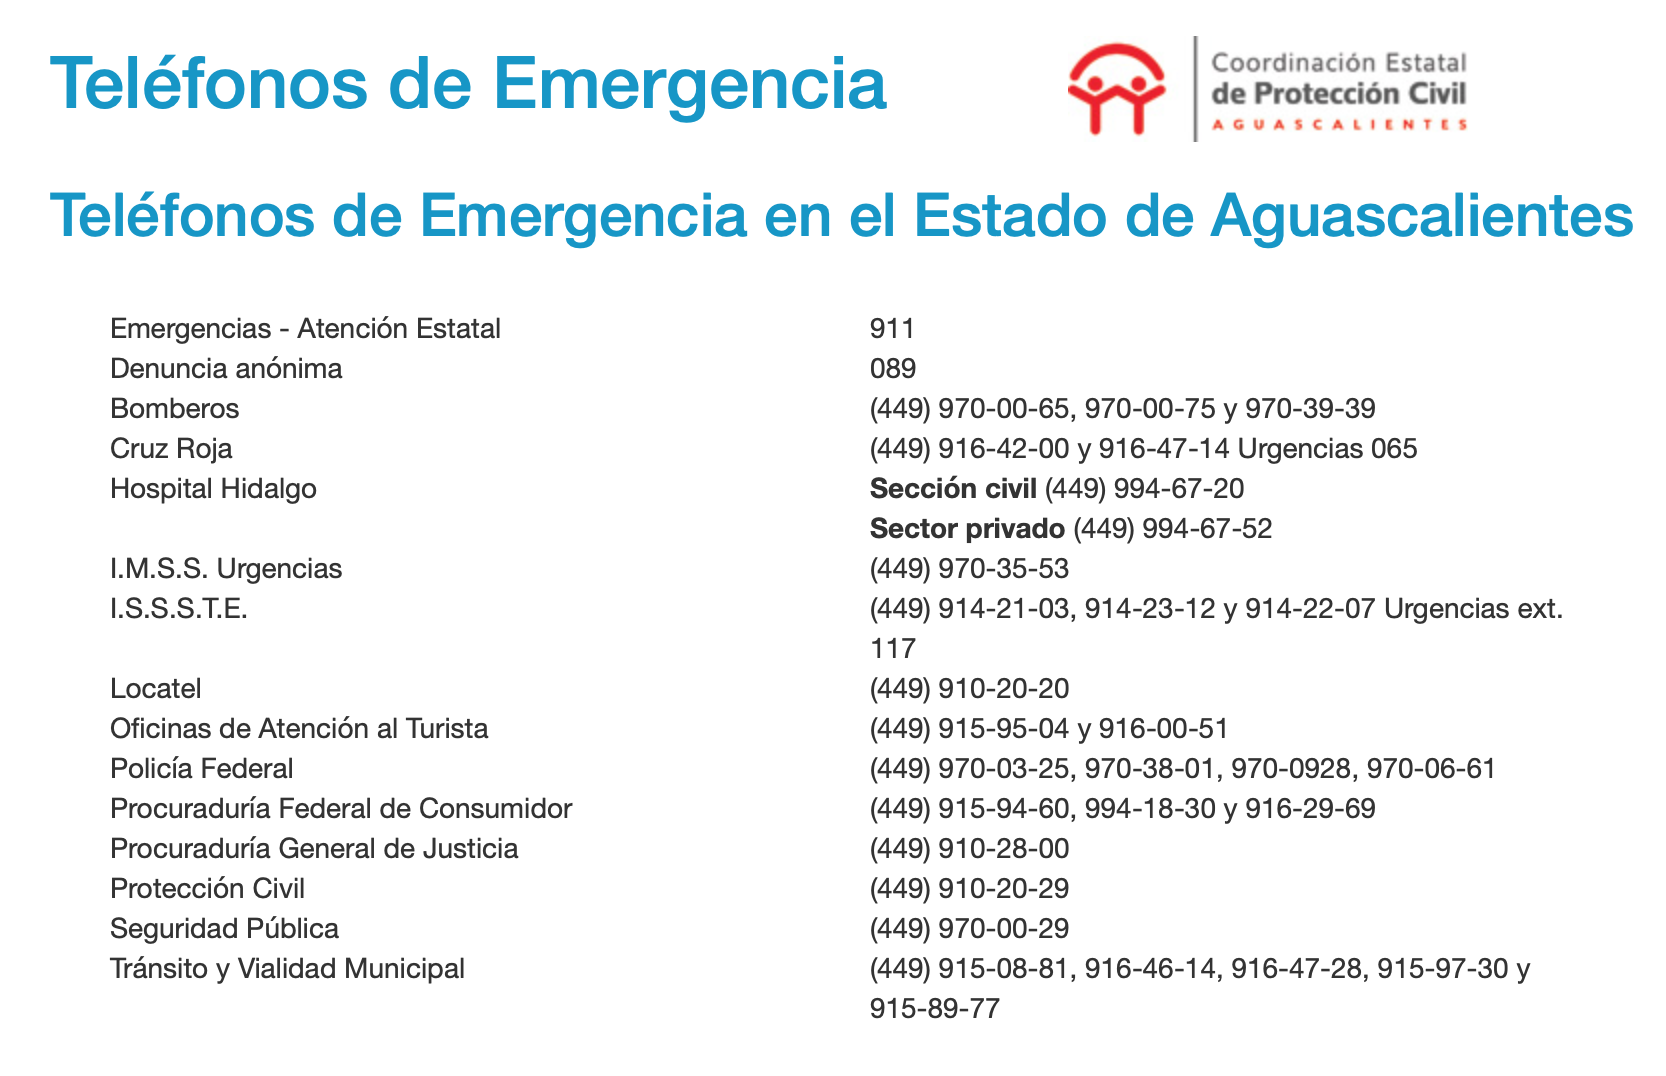 Teléfonos de Emergencia
Coordinación Estatal
de Protección Civil
AGUASCALIENTES
Teléfonos de Emergencia en el Estado de Aguascalientes
Emergencias - Atención Estatal 911
Denuncia anónima 089
Bomberos (449) 970-00-65, 970-00-75 y 970-39-39
Cruz Roja (449) 916-42-00 y 916-47-14 Urgencias 065
Hospital Hidalgo Sección civil (449) 994-67-20
Sector privado (449) 994-67-52
I.M.S.S. Urgencias (449) 970-35-53
I.S.S.S.T.E. (449) 914-21-03, 914-23-12 y 914-22-07 Urgencias ext.
117
Locatel (449) 910-20-20
Oficinas de Atención al Turista (449) 915-95-04 y 916-00-51
Policía Federal (449) 970-03-25, 970-38-01, 970-0928, 970-06-61
Procuraduría Federal de Consumidor (449) 915-94-60, 994-18-30 y 916-29-69
Procuraduría General de Justicia (449) 910-28-00
Protección Civil (449) 910-20-29
Seguridad Pública (449) 970-00-29
Tránsito y Vialidad Municipal (449) 915-08-81, 916-46-14, 916-47-28, 915-97-30 y
915-89-77